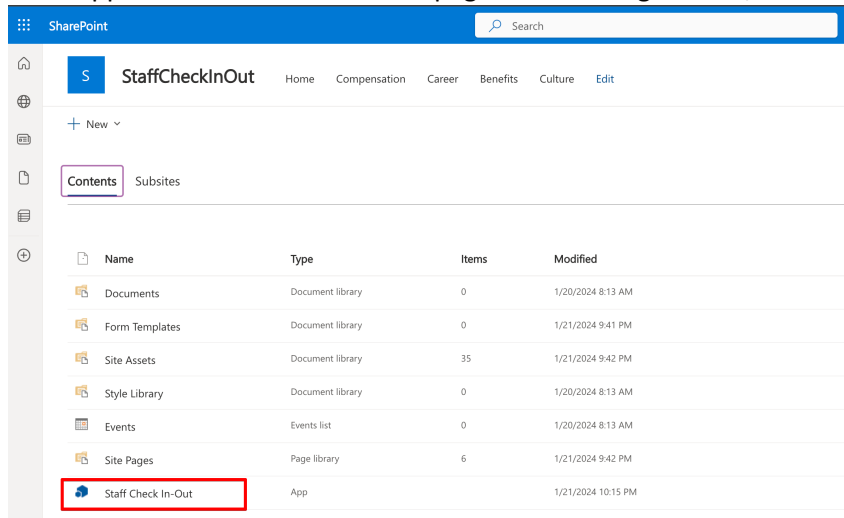 SharePoint
Search
S StaffCheckInOut Home Compensation Career Benefits Culture Edit
New
Contents Subsites
Name Type Items Modified
Documents Document library 0 1/20/2024 8:13 AM
Form Templates Document library 0 1/21/2024 9:41 PM
Site Assets Document library 35 1/21/2024 9:42 PM
Style Library Document library 0 1/20/2024 8:13 AM
Events Events list 0 1/20/2024 8:13 AM
Site Pages Page library 6 1/21/2024 9:42 PM
Staff Check In-Out App 1/21/2024 10:15 PM